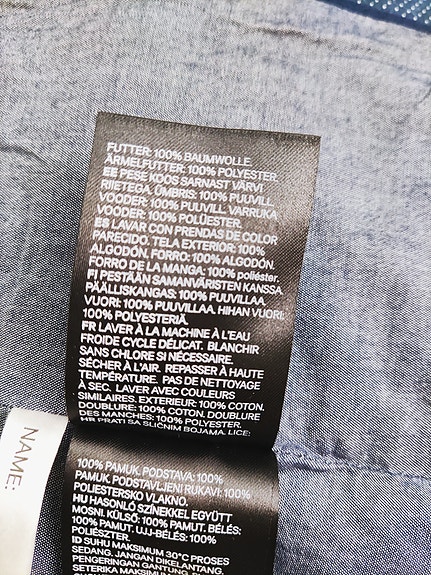 FUTTER: 100% BAUMWOLLE.
ÄRMELFUTTER: 100% POLYESTER.
EE PESE KOOS SARNAST VÄRVI
RIIETEGA. ÜMBRIS: 100% PUUVILL.
VOODER: 100% PUUVILL. VARRUKA
VOODER: 100% POLÜESTER.
ES LAVAR CON PRENDAS DE COLOR
PARECIDO. TELA EXTERIOR: 100%
ALGODÓN. FORRO: 100% ALGODÓN.
FORRO DE LA MANGA: 100% poliéster.
FI PESTÄÄN SAMANVÄRISTEN KANSSA.
PÄÄLLISKANGAS: 100% PUUVILLAA.
VUORI: 100% PUUVILLAA. HIHAN VUORI:
100% POLYESTERIÄ.
FR LAVER À LA MACHINE À L'EAU
FROIDE CYCLE DÉLICAT. BLANCHIR
SANS CHLORE SI NÉCESSAIRE.
SÉCHER À L'AIR. REPASSER À HAUTE
TEMPÉRATURE. PAS DE NETTOYAGE
À SEC. LAVER AVEC COULEURS
SIMILAIRES. EXTERIEUR: 100% COTON.
DOUBLURE: 100% COTON. DOUBLURE
DES MANCHES: 100% POLYESTER.
HR PRATI SA SLIČNIM BOJAMA. LICE:
NAME:
100% PAMUK. PODSTAVA: 100%
PAMUK. PODSTAVLJENI RUKAVI: 100%
POLIESTERSKO VLAKNO.
HU HASONLÓ SZÍNEKKEL EGYÜTT
MOSNI. KÜLSŐ: 100% PAMUT. BÉLÉS:
100% PAMUT. UJJ-BÉLÉS: 100%
POLIÉSZTER.
ID SUHU MAKSIMUM 30°C PROSES
SEDANG. JANGAN DIKELANTANG.
PENGERINGAN GANTUNG.
SETERIKA MAKSIMUM